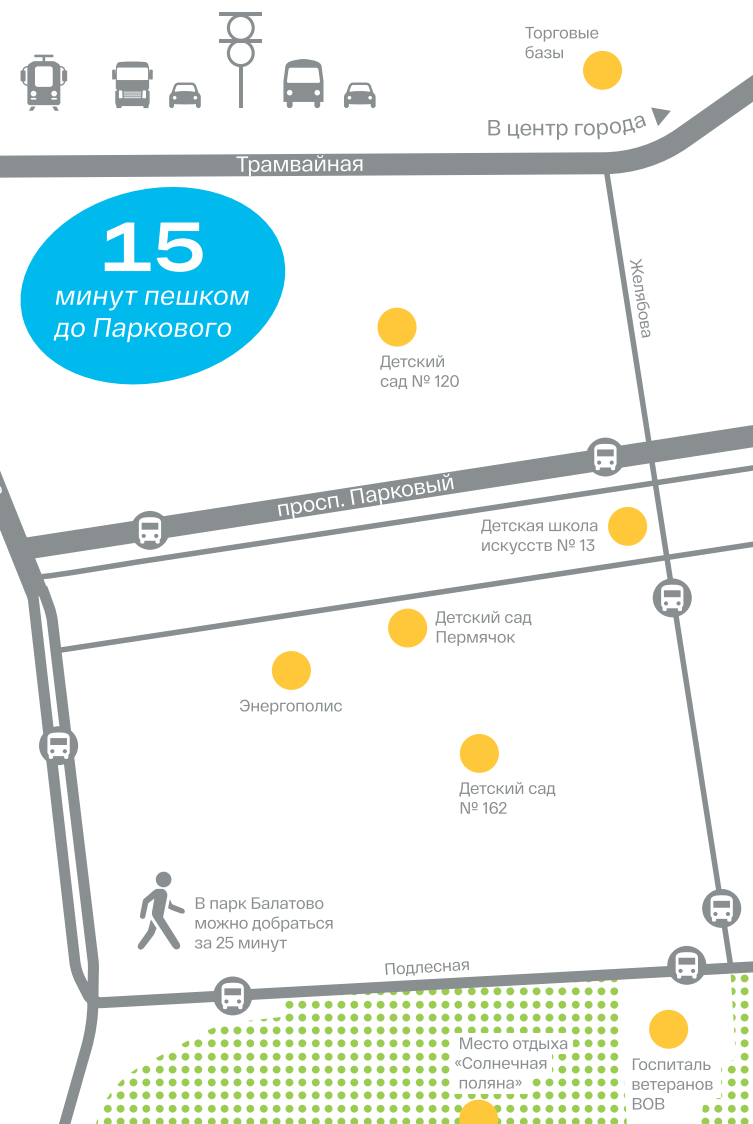 Торговые
базы
В центр города
Трамвайная
15
минут пешком
до Паркового
Желябова
Детский
сад № 120
просп. Парковый
Детская школа
искусств № 13
Детский сад
Пермячок
Энергополис
Детский сад
№ 162
В парк Балатово
можно добраться
за 25 минут
Подлесная
Место отдыха
«Солнечная
поляна»
Госпиталь
ветеранов
ВОВ